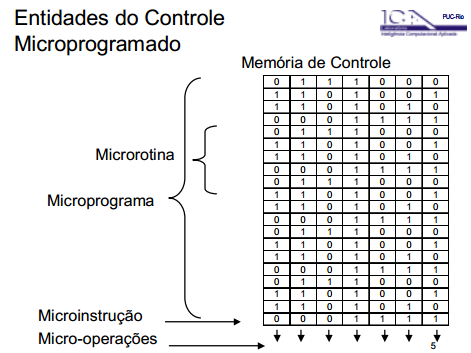 Entidades do Controle
Microprogramado
PUC-Rio
ICA
Inteligência Computacional Aplicada
Memória de Controle
0 1 1 1 0 0 0
1 1 0 1 0 0 1
1 1 0 1 0 1 0
0 0 0 1 1 1 1
0 1 1 1 0 0 0
1 1 0 1 0 0 1
1 1 0 1 0 1 0
0 0 0 1 1 1 1
0 1 1 1 0 0 0
1 1 0 1 0 0 1
1 1 0 1 0 1 0
0 0 0 1 1 1 1
0 1 1 1 0 0 0
1 1 0 1 0 0 1
1 1 0 1 0 1 0
0 0 0 1 1 1 1
0 1 1 1 0 0 0
1 1 0 1 0 0 1
1 1 0 1 0 1 0
0 0 0 1 1 1 1
Microrotina
Microprograma
Microinstrução
Micro-operações
5